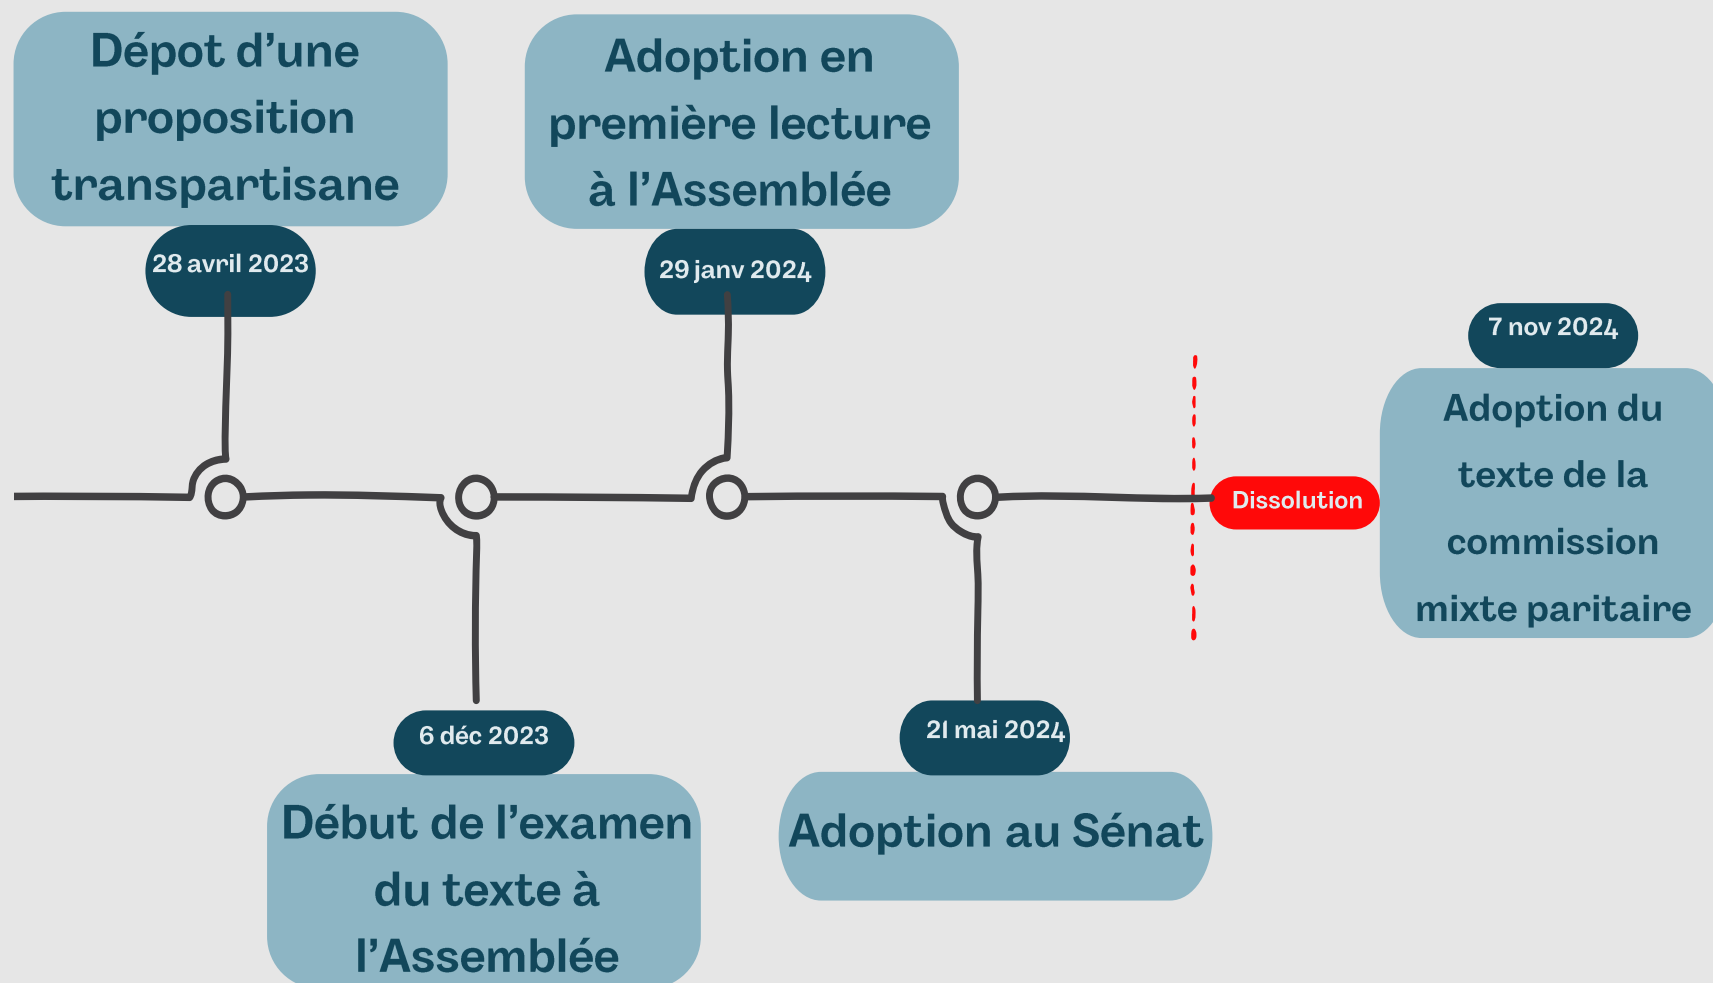 Dépot d'une
proposition
transpartisane
28 avril 2023
6 déc 2023
Début de l'examen
du texte à
l'Assemblée
Adoption en
première lecture
à l'Assemblée
29 janv 2024
21 mai 2024
Adoption au Sénat
Dissolution
7 nov 2024
Adoption du
texte de la
commission
mixte paritaire